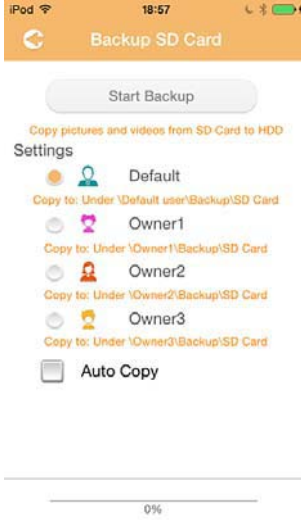 iPod 18:57
Backup SD Card
Start Backup
Copy pictures and videos from SD Card to HDD
Settings
Default
Copy to: Under \Default user\Backup\SD Card
Owner1
Copy to: Under \Owner1\Backup\SD Card
Owner2
Copy to: Under \Owner2\Backup\SD Card
Owner3
Copy to: Under \Owner3\Backup\SD Card
Auto Copy
0%